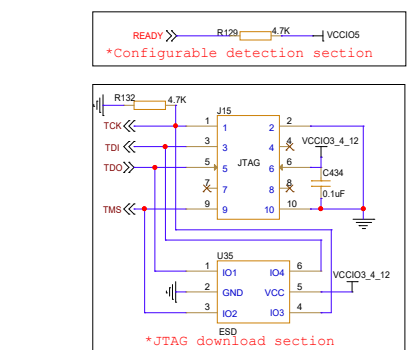 READY R129 4.7K VCCIO5
*Configurable detection section
R132 4.7K
J15
TCK 1 1 2 2 VCCIO3_4_12
TDI 3 3 4 4
TDO 5 5 JTAG 6 6 C434
7 7 8 8 0.1uF
TMS 9 9 10 10
U35
1 IO1 IO4 6 VCCIO3_4_12
2 GND VCC 5
3 IO2 IO3 4
ESD
*JTAG download section